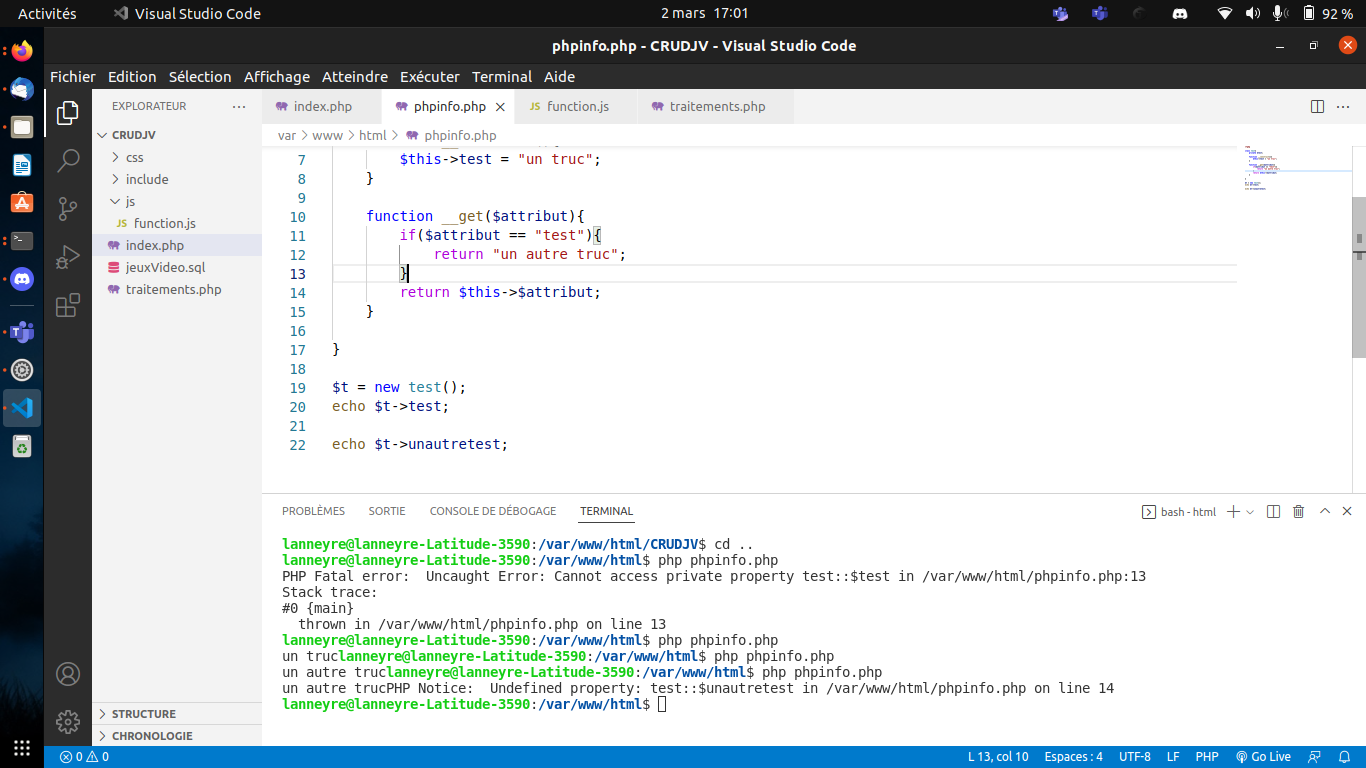 Activités Visual Studio Code 2 mars 17:01 92 %
phpinfo.php - CRUDJV - Visual Studio Code
Fichier Edition Sélection Affichage Atteindre Exécuter Terminal Aide
EXPLORATEUR
CRUDJV
css
include
js
JS function.js
index.php
jeuxVideo.sql
traitements.php
STRUCTURE
CHRONOLOGIE
index.php phpinfo.php JS function.js traitements.php
var > www > html > phpinfo.php
7 $this->test = "un truc";
8 }
9
10 function __get($attribut){
11 if($attribut == "test"){
12 return "un autre truc";
13 }
14 return $this->$attribut;
15 }
16
17 }
18
19 $t = new test();
20 echo $t->test;
21
22 echo $t->unautretest;
PROBLÈMES SORTIE CONSOLE DE DÉBOGAGE TERMINAL bash - html
lanneyre@lanneyre-Latitude-3590:/var/www/html/CRUDJV$ cd ..
lanneyre@lanneyre-Latitude-3590:/var/www/html$ php phpinfo.php
PHP Fatal error:  Uncaught Error: Cannot access private property test::$test in /var/www/html/phpinfo.php:13
Stack trace:
#0 {main}
  thrown in /var/www/html/phpinfo.php on line 13
lanneyre@lanneyre-Latitude-3590:/var/www/html$ php phpinfo.php
un truclanneyre@lanneyre-Latitude-3590:/var/www/html$ php phpinfo.php
un autre truclanneyre@lanneyre-Latitude-3590:/var/www/html$ php phpinfo.php
un autre trucPHP Notice:  Undefined property: test::$unautretest in /var/www/html/phpinfo.php on line 14
lanneyre@lanneyre-Latitude-3590:/var/www/html$
0 0 L 13, col 10 Espaces : 4 UTF-8 LF PHP Go Live